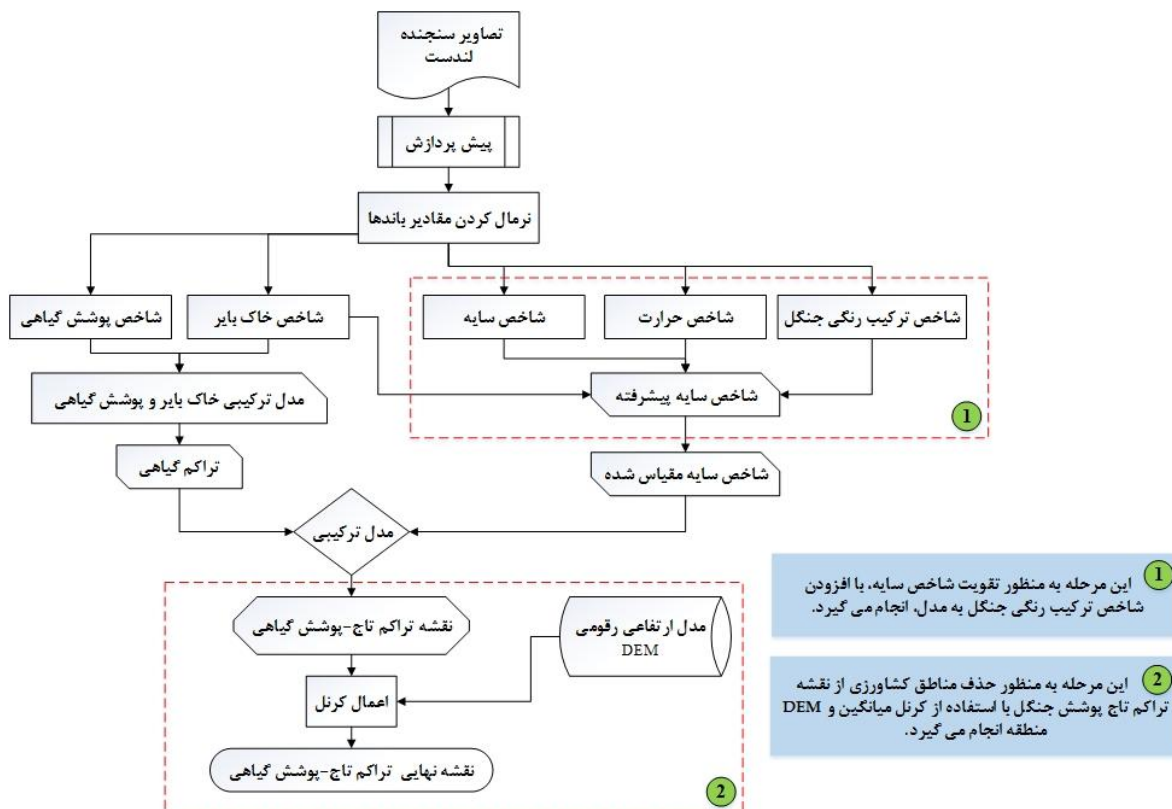 تصاویر سنجنده
لندست
پیش پردازش
نرمال کردن مقادیر باندها
شاخص ترکیب رنگی جنگل
شاخص حرارت
شاخص سایه
شاخص خاک بایر
شاخص پوشش گیاهی
شاخص سایه پیشرفته
مدل ترکیبی خاک بایر و پوشش گیاهی
1
شاخص سایه مقیاس شده
تراکم گیاهی
مدل ترکیبی
نقشه تراکم تاج-پوشش گیاهی
مدل ارتفاعی رقومی
DEM
اعمال کرنل
نقشه نهایی تراکم تاج-پوشش گیاهی
2
1 این مرحله به منظور تقویت شاخص سایه، با افزودن
شاخص ترکیب رنگی جنگل به مدل، انجام می گیرد.
2 این مرحله به منظور حذف مناطق کشاورزی از نقشه
تراکم تاج پوشش جنگل با استفاده از کرنل میانگین و DEM
منطقه انجام می گیرد.